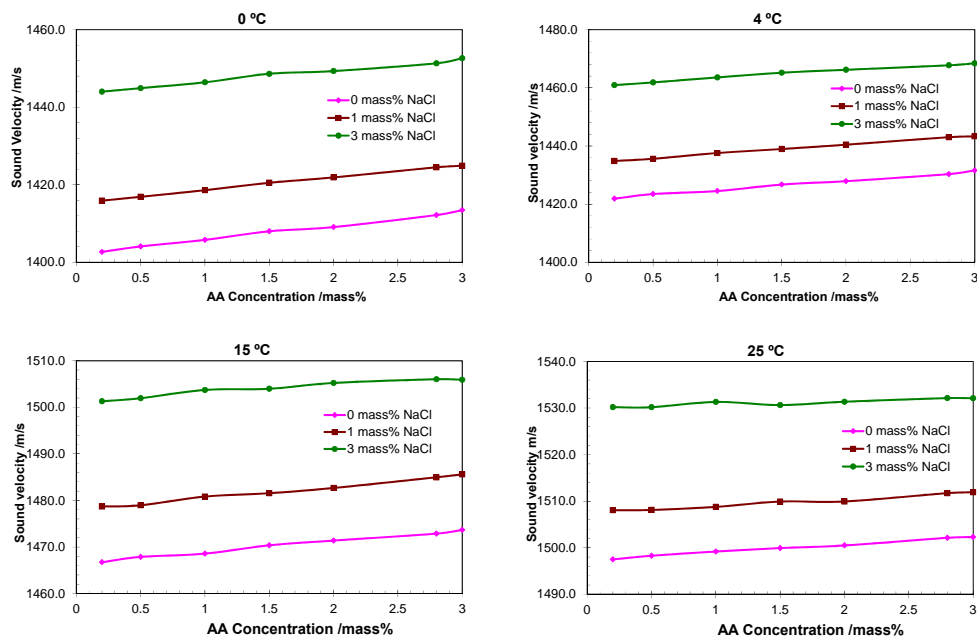 0 ºC
1460.0
1440.0
1420.0
1400.0
Sound Velocity /m/s
0 mass% NaCl
1 mass% NaCl
3 mass% NaCl
0 0.5 1 1.5 2 2.5 3
AA Concentration /mass%
4 ºC
1480.0
1460.0
1440.0
1420.0
1400.0
Sound velocity /m/s
0 mass% NaCl
1 mass% NaCl
3 mass% NaCl
0 0.5 1 1.5 2 2.5 3
AA Concentration /mass%
15 ºC
1510.0
1500.0
1490.0
1480.0
1470.0
1460.0
Sound velocity /m/s
0 mass% NaCl
1 mass% NaCl
3 mass% NaCl
0 0.5 1 1.5 2 2.5 3
AA Concentration /mass%
25 ºC
1540.0
1530.0
1520.0
1510.0
1500.0
1490.0
Sound velocity m/s
0 mass% NaCl
1 mass% NaCl
3 mass% NaCl
0 0.5 1 1.5 2 2.5 3
AA Concentration /mass%